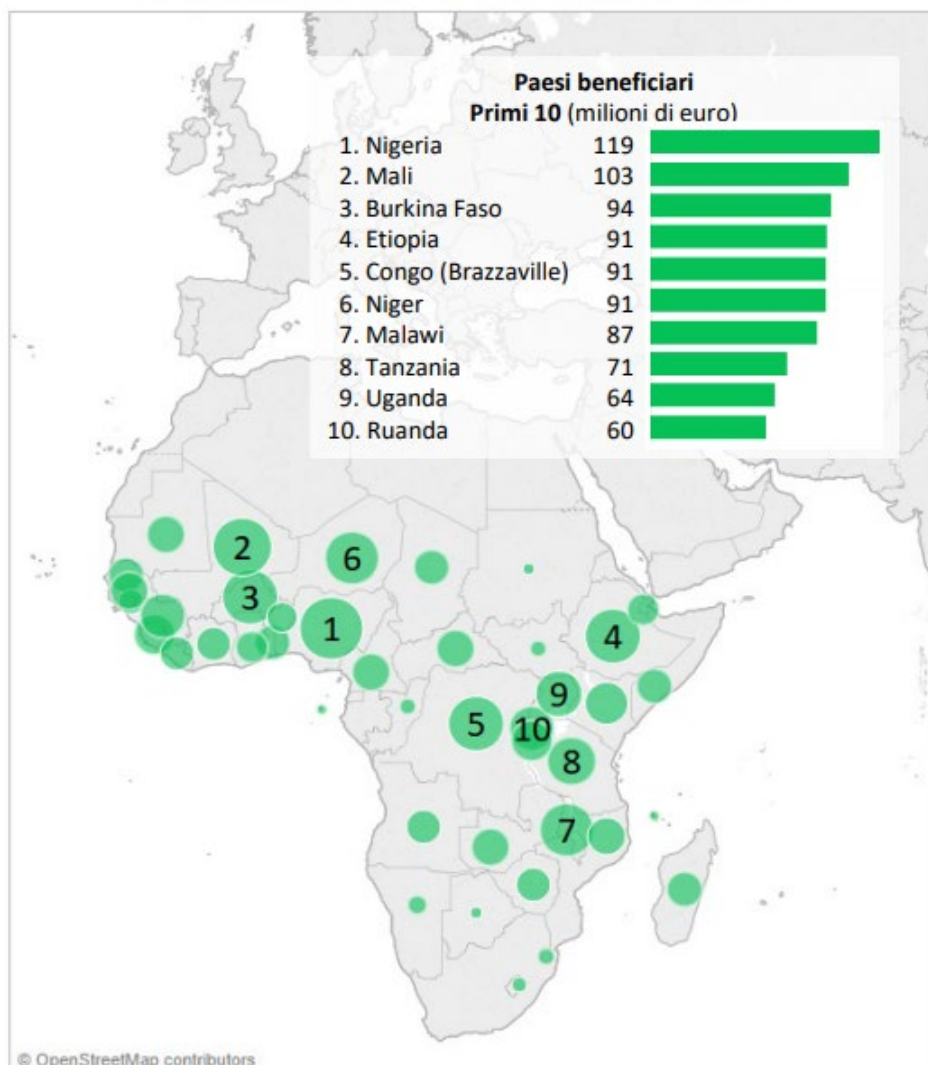 Paesi beneficiari
Primi 10 (milioni di euro)
1. Nigeria 119
2. Mali 103
3. Burkina Faso 94
4. Etiopia 91
5. Congo (Brazzaville) 91
6. Niger 91
7. Malawi 87
8. Tanzania 71
9. Uganda 64
10. Ruanda 60
2
6
3
1
4
9
5
10
8
7
© OpenStreetMap contributors